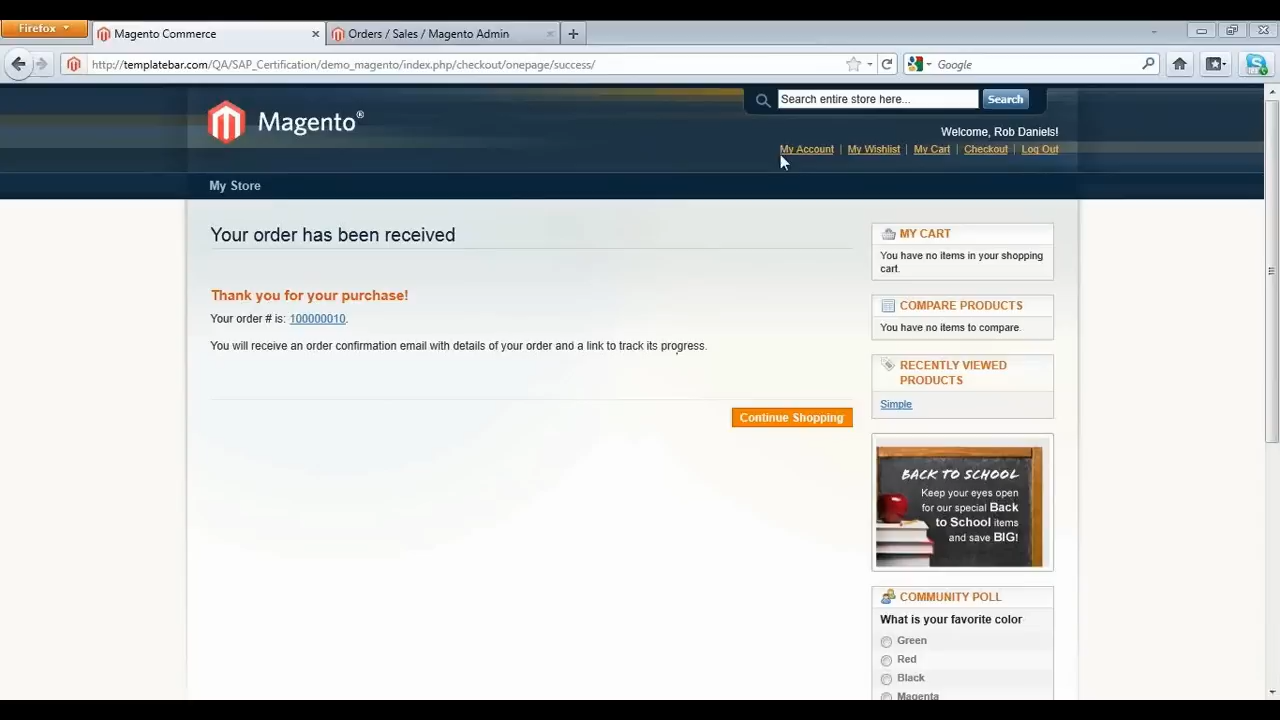 Firefox
Magento Commerce
Orders / Sales / Magento Admin
http://templatebar.com/QA/SAP_Certification/demo_magento/index.php/checkout/onepage/success/
Google
Magento®
Search entire store here...
Search
Welcome, Rob Daniels!
My Account | My Wishlist | My Cart | Checkout | Log Out
My Store
Your order has been received
Thank you for your purchase!
Your order # is: 100000010.
You will receive an order confirmation email with details of your order and a link to track its progress.
Continue Shopping
MY CART
You have no items in your shopping
cart.
COMPARE PRODUCTS
You have no items to compare.
RECENTLY VIEWED
PRODUCTS
Simple
BACK TO SCHOOL
Keep your eyes open
for our special Back
to School items
and save BIG!
COMMUNITY POLL
What is your favorite color
Green
Red
Black
Magenta